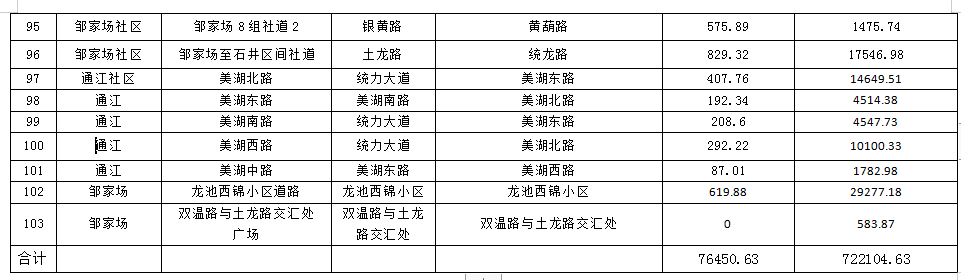 95 邹家场社区 邹家场8组社道2 银黄路 黄葫路 575.89 1475.74
96 邹家场社区 邹家场至石井区间社道 土龙路 统龙路 829.32 17546.98
97 通江社区 美湖北路 统力大道 美湖东路 407.76 14649.51
98 通江 美湖东路 美湖南路 美湖北路 192.34 4514.38
99 通江 美湖南路 统力大道 美湖东路 208.6 4547.73
100 通江 美湖西路 统力大道 美湖北路 292.22 10100.33
101 通江 美湖中路 美湖东路 美湖西路 87.01 1782.98
102 邹家场 龙池西锦小区道路 龙池西锦小区 龙池西锦小区 619.88 29277.18
103 邹家场 双温路与土龙路交汇处 双温路与土龙 双温路与土龙路交汇处 0 583.87
广场 路交汇处
合计 76450.63 722104.63